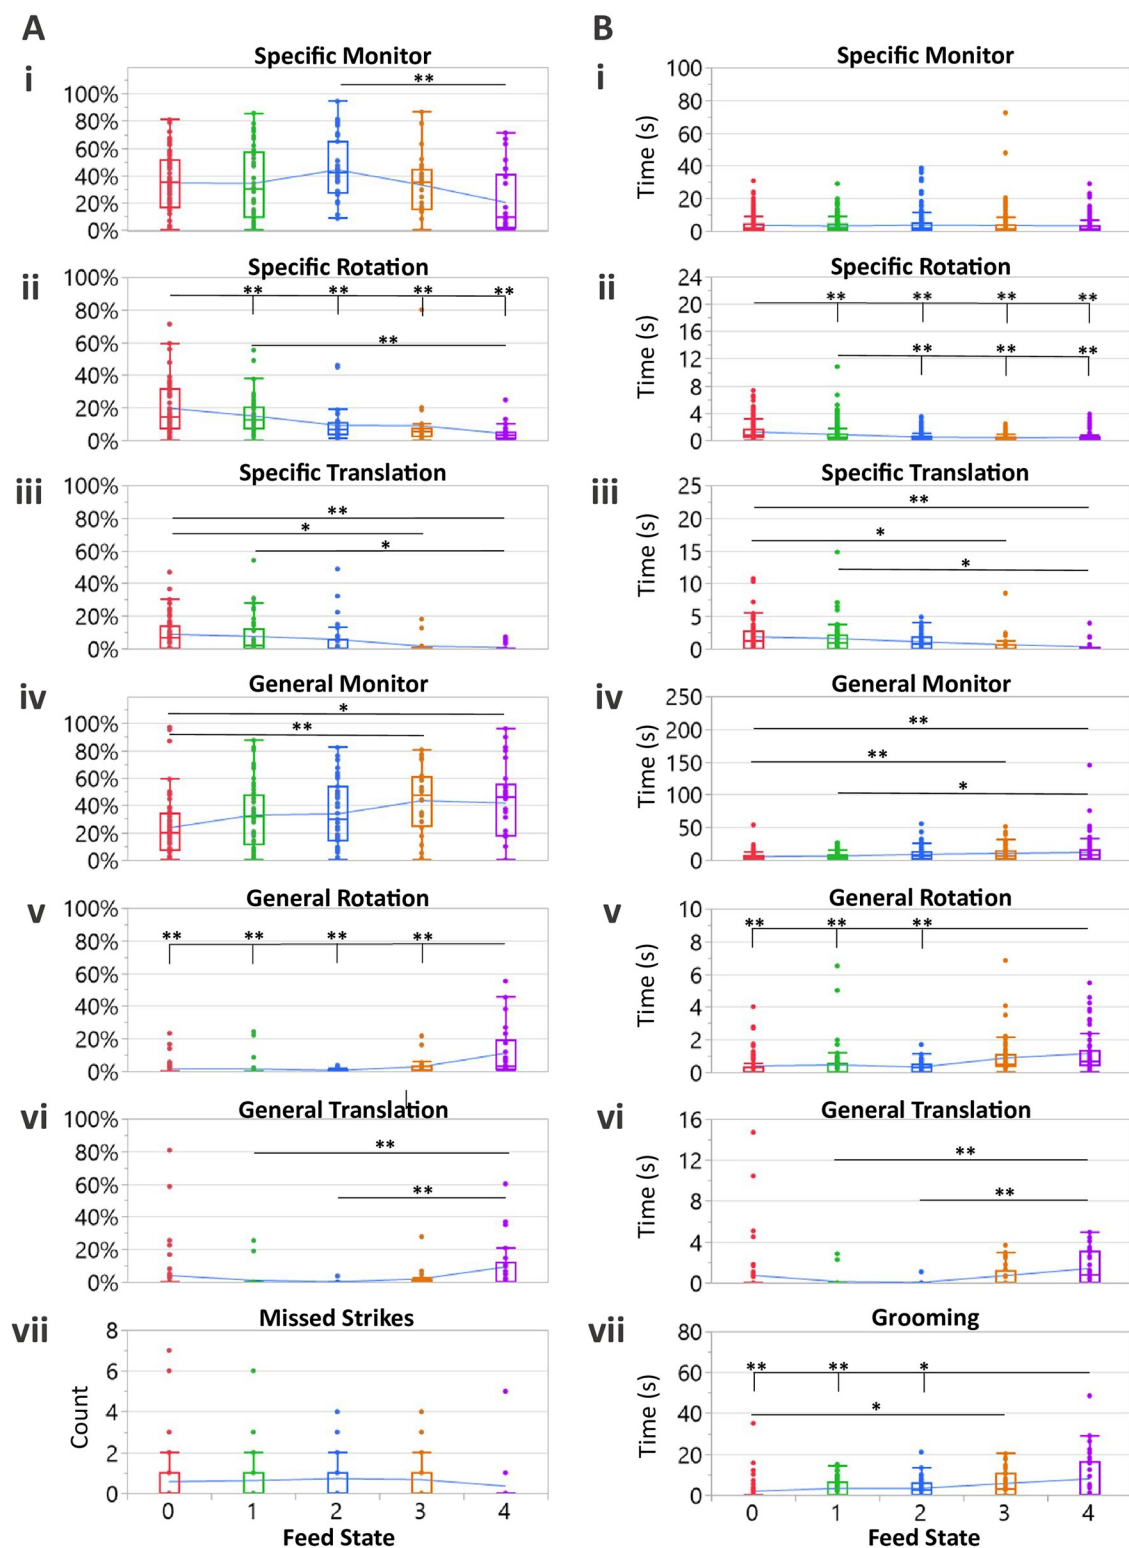 A
B
Specific Monitor
Specific Monitor
i
**
100%
80%
60%
40%
20%
0%
i
Time (s)
100
80
60
40
20
0
Specific Rotation
Specific Rotation
ii
** ** ** **
**
100%
80%
60%
40%
20%
0%
ii
Time (s)
** ** ** **
** ** **
24
20
16
12
8
4
0
Specific Translation
Specific Translation
iii
**
*
*
100%
80%
60%
40%
20%
0%
iii
Time (s)
**
*
*
25
20
15
10
5
0
General Monitor
General Monitor
iv
*
**
100%
80%
60%
40%
20%
0%
iv
Time (s)
**
**
*
250
200
150
100
50
0
General Rotation
General Rotation
v
** ** ** **
100%
80%
60%
40%
20%
0%
v
Time (s)
** ** **
10
8
6
4
2
0
General Translation
General Translation
vi
**
**
100%
80%
60%
40%
20%
0%
vi
Time (s)
**
**
16
12
8
4
0
Missed Strikes
Grooming
vii
Count
8
6
4
2
0
0 1 2 3 4
Feed State
vii
Time (s)
** ** *
*
80
60
40
20
0
0 1 2 3 4
Feed State